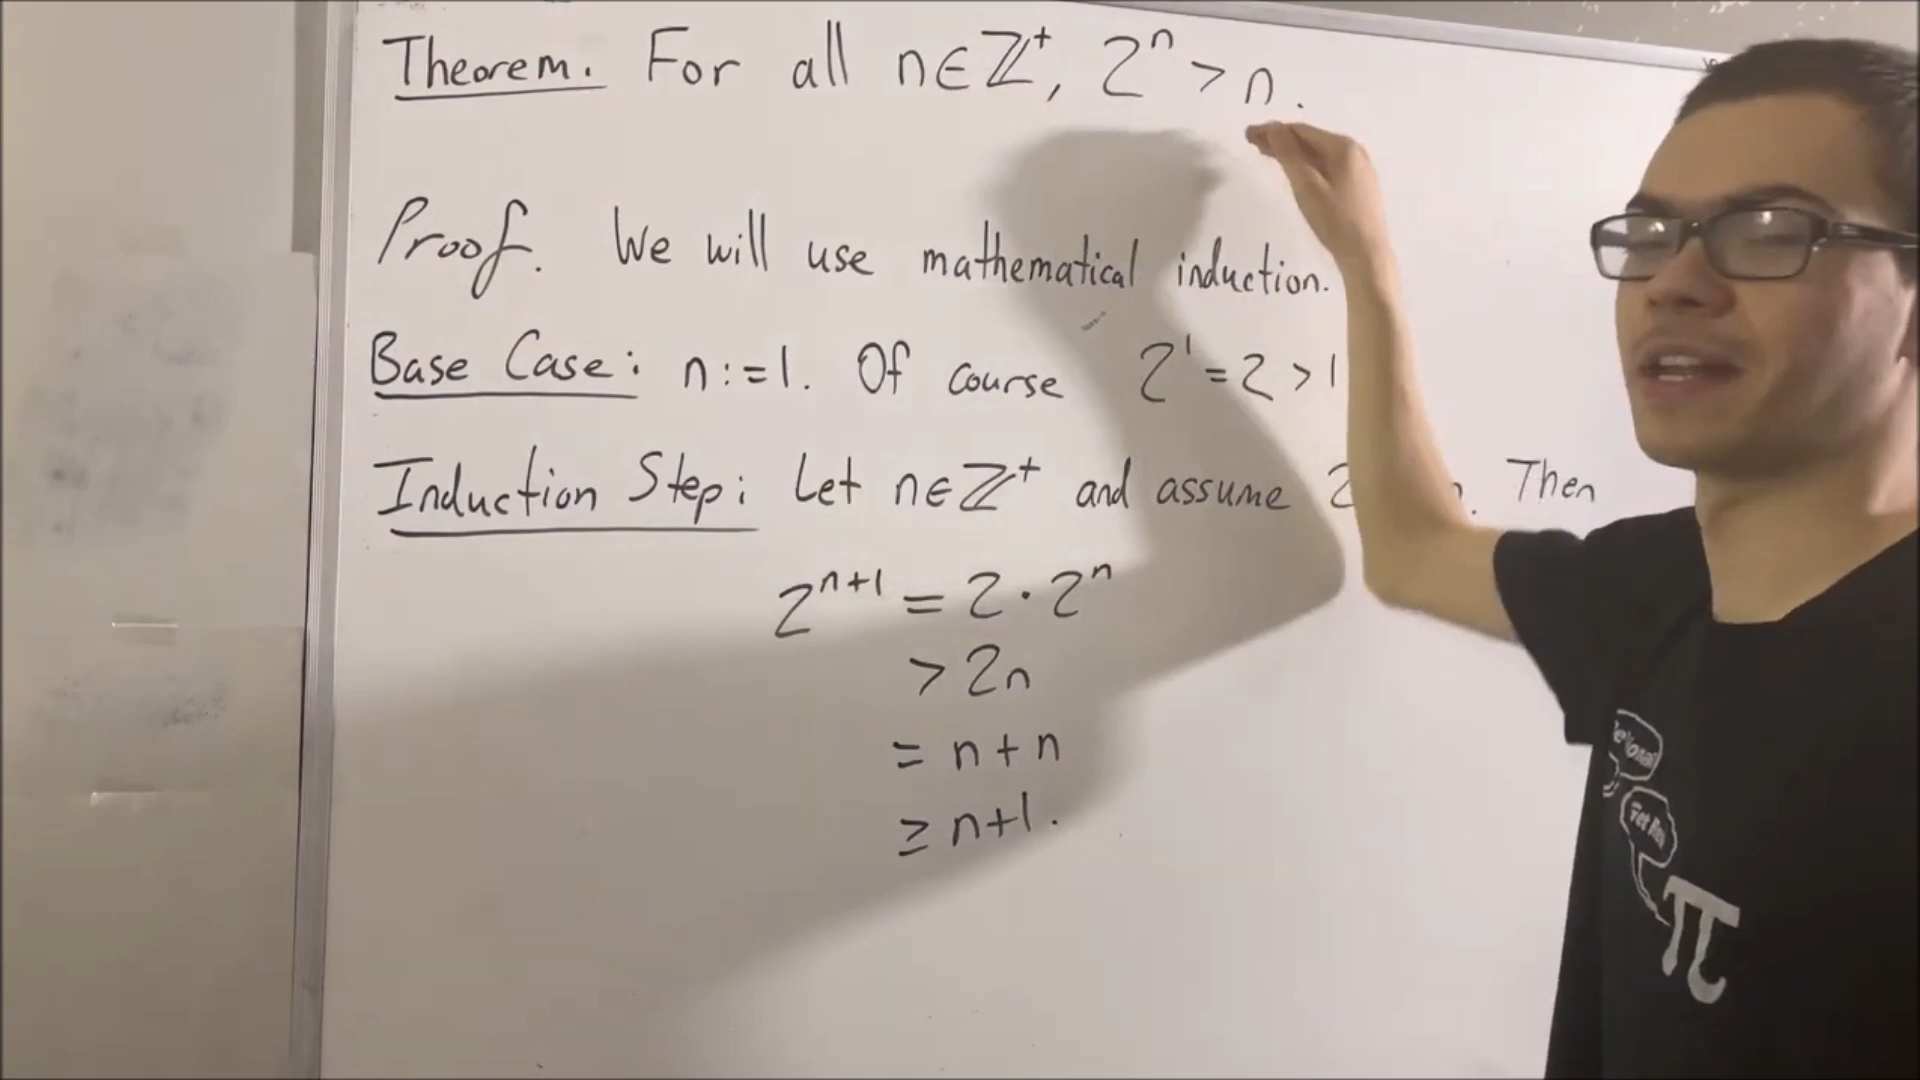 Theorem. For all n∈ℤ⁺, 2ⁿ > n.
Proof. We will use mathematical induction.
Base Case: n:=1. Of course 2¹ = 2 > 1
Induction Step: Let n∈ℤ⁺ and assume 2 . Then
2ⁿ⁺¹ = 2 · 2ⁿ
> 2n
= n + n
≥ n+1.
π